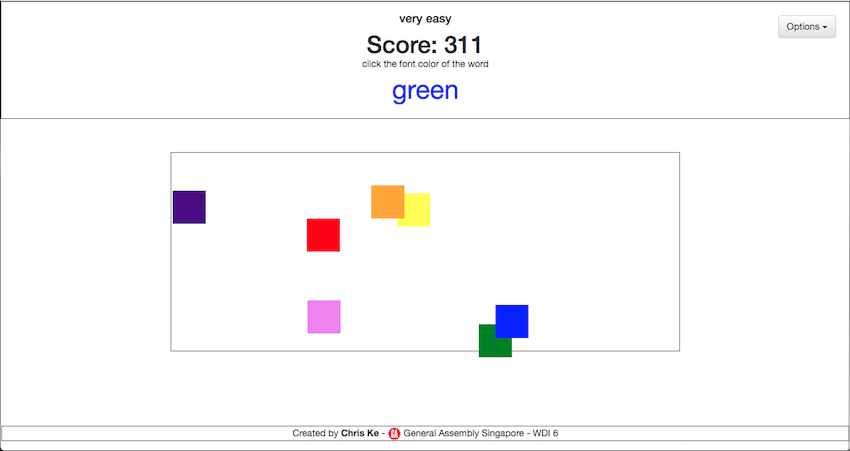 very easy
Options
Score: 311
click the font color of the word
green
Created by Chris Ke - General Assembly Singapore - WDI 6